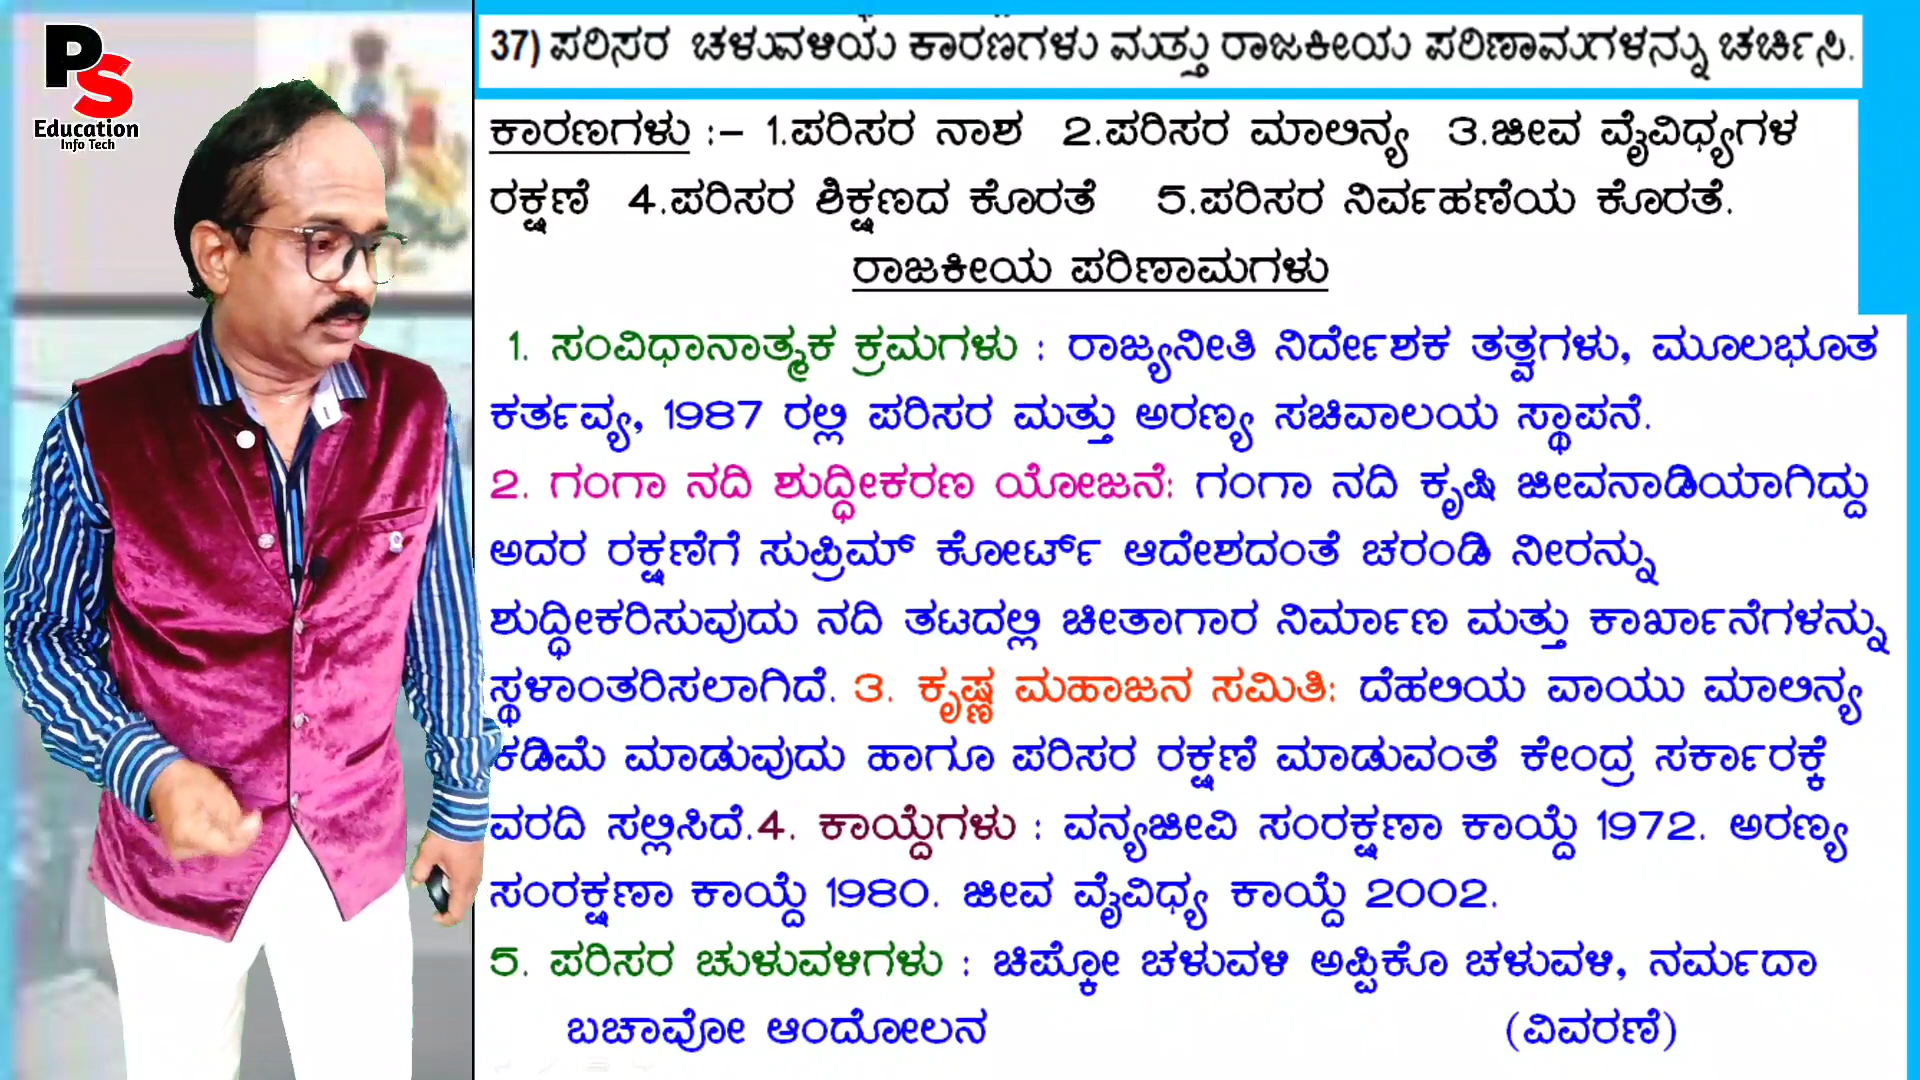 PS
Education
Info Tech
37) ಪರಿಸರ ಚಳುವಳಿಯ ಕಾರಣಗಳು ಮತ್ತು ರಾಜಕೀಯ ಪರಿಣಾಮಗಳನ್ನು ಚರ್ಚಿಸಿ.
ಕಾರಣಗಳು :– 1.ಪರಿಸರ ನಾಶ 2.ಪರಿಸರ ಮಾಲಿನ್ಯ 3.ಜೀವ ವೈವಿಧ್ಯಗಳ
ರಕ್ಷಣೆ 4.ಪರಿಸರ ಶಿಕ್ಷಣದ ಕೊರತೆ 5.ಪರಿಸರ ನಿರ್ವಹಣೆಯ ಕೊರತೆ.
ರಾಜಕೀಯ ಪರಿಣಾಮಗಳು
1. ಸಂವಿಧಾನಾತ್ಮಕ ಕ್ರಮಗಳು : ರಾಜ್ಯನೀತಿ ನಿರ್ದೇಶಕ ತತ್ವಗಳು, ಮೂಲಭೂತ
ಕರ್ತವ್ಯ, 1987 ರಲ್ಲಿ ಪರಿಸರ ಮತ್ತು ಅರಣ್ಯ ಸಚಿವಾಲಯ ಸ್ಥಾಪನೆ.
2. ಗಂಗಾ ನದಿ ಶುದ್ಧೀಕರಣ ಯೋಜನೆ: ಗಂಗಾ ನದಿ ಕೃಷಿ ಜೀವನಾಡಿಯಾಗಿದ್ದು
ಅದರ ರಕ್ಷಣೆಗೆ ಸುಪ್ರಿಮ್ ಕೋರ್ಟ್ ಆದೇಶದಂತೆ ಚರಂಡಿ ನೀರನ್ನು
ಶುದ್ಧೀಕರಿಸುವುದು ನದಿ ತಟದಲ್ಲಿ ಚೀತಾಗಾರ ನಿರ್ಮಾಣ ಮತ್ತು ಕಾರ್ಖಾನೆಗಳನ್ನು
ಸ್ಥಳಾಂತರಿಸಲಾಗಿದೆ. 3. ಕೃಷ್ಣ ಮಹಾಜನ ಸಮಿತಿ: ದೆಹಲಿಯ ವಾಯು ಮಾಲಿನ್ಯ
ಕಡಿಮೆ ಮಾಡುವುದು ಹಾಗೂ ಪರಿಸರ ರಕ್ಷಣೆ ಮಾಡುವಂತೆ ಕೇಂದ್ರ ಸರ್ಕಾರಕ್ಕೆ
ವರದಿ ಸಲ್ಲಿಸಿದೆ.4. ಕಾಯ್ದೆಗಳು : ವನ್ಯಜೀವಿ ಸಂರಕ್ಷಣಾ ಕಾಯ್ದೆ 1972. ಅರಣ್ಯ
ಸಂರಕ್ಷಣಾ ಕಾಯ್ದೆ 1980. ಜೀವ ವೈವಿಧ್ಯ ಕಾಯ್ದೆ 2002.
5. ಪರಿಸರ ಚುಳುವಳಿಗಳು : ಚಿಪ್ಕೋ ಚಳುವಳಿ ಅಪ್ಪಿಕೊ ಚಳುವಳಿ, ನರ್ಮದಾ
ಬಚಾವೋ ಆಂದೋಲನ (ವಿವರಣೆ)